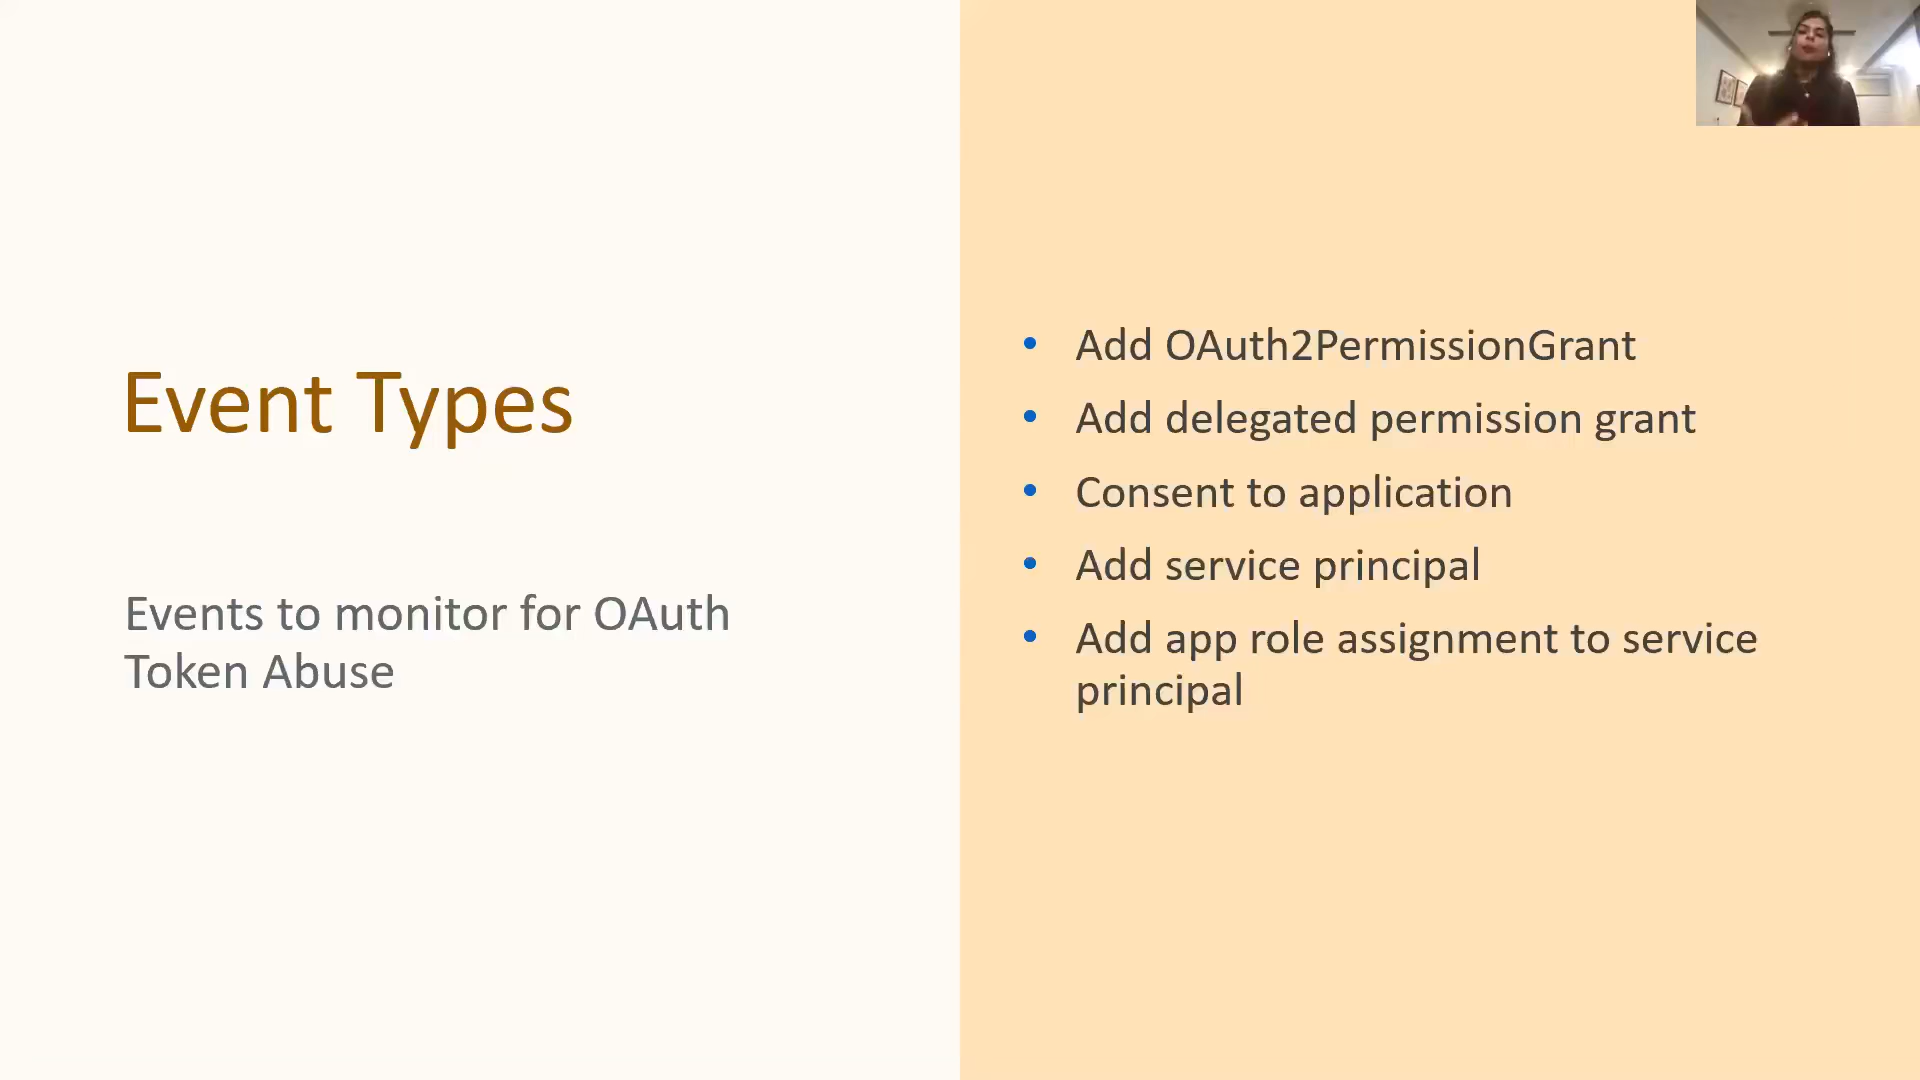 Event Types
Events to monitor for OAuth
Token Abuse
• Add OAuth2PermissionGrant
• Add delegated permission grant
• Consent to application
• Add service principal
• Add app role assignment to service
principal